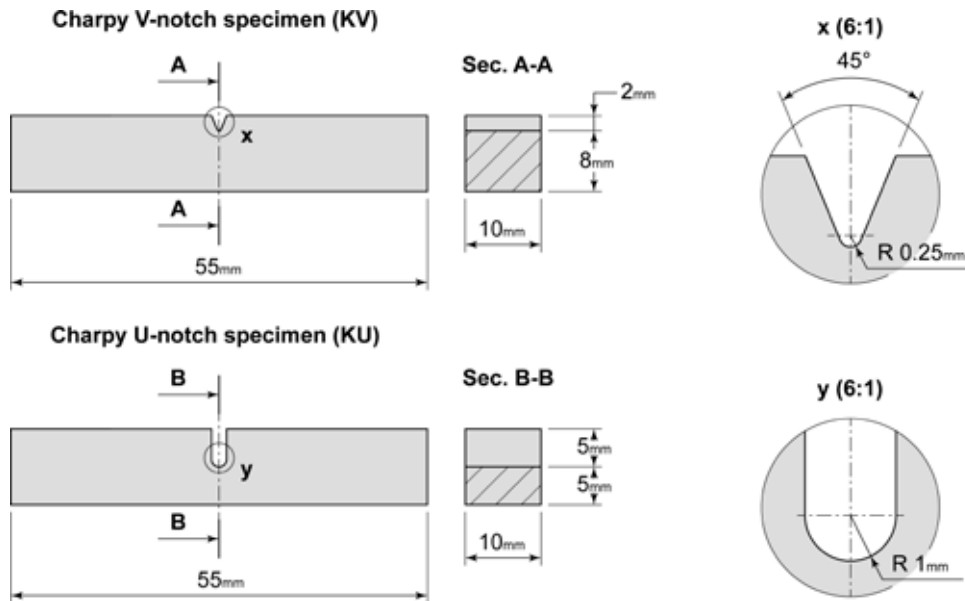 Charpy V-notch specimen (KV)
A
x
A
55mm
Sec. A-A
2mm
8mm
10mm
x (6:1)
45°
R 0.25mm
Charpy U-notch specimen (KU)
B
y
B
55mm
Sec. B-B
5mm
5mm
10mm
y (6:1)
R 1mm